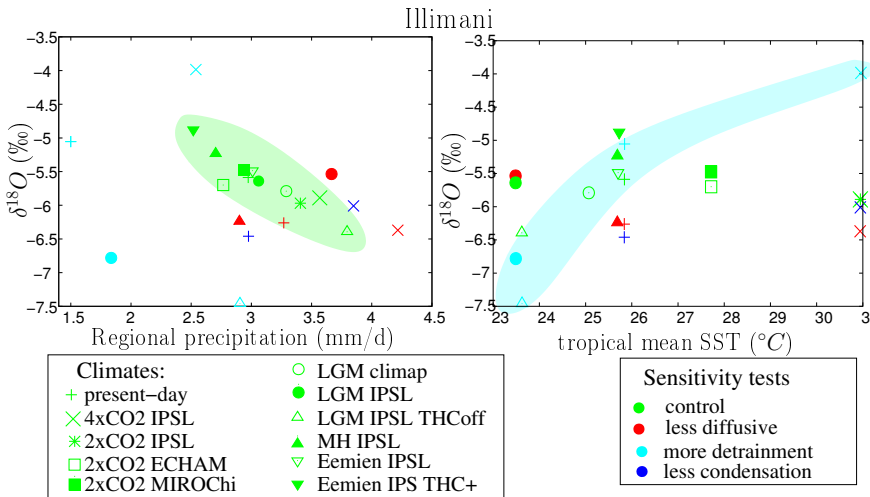 Illimani
−3.5
−4
−4.5
−5
−5.5
−6
−6.5
−7
−7.5
δ18O (‰)
1.5 2 2.5 3 3.5 4 4.5
Regional precipitation (mm/d)
−3.5
−4
−4.5
−5
−5.5
−6
−6.5
−7
−7.5
δ18O (‰)
23 24 25 26 27 28 29 30 3
tropical mean SST (°C)
Climates:
present−day
4xCO2 IPSL
2xCO2 IPSL
2xCO2 ECHAM
2xCO2 MIROChi
LGM climap
LGM IPSL
LGM IPSL THCoff
MH IPSL
Eemien IPSL
Eemien IPS THC+
Sensitivity tests
control
less diffusive
more detrainment
less condensation